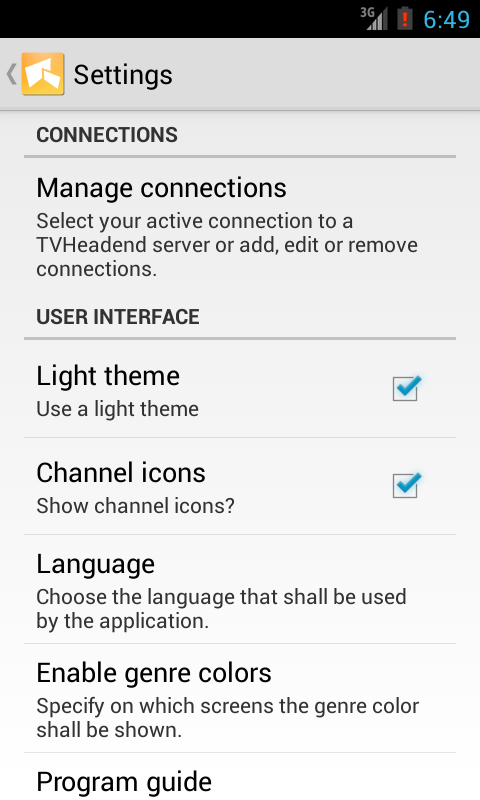 3G
6:49
Settings
CONNECTIONS
Manage connections
Select your active connection to a
TVHeadend server or add, edit or remove
connections.
USER INTERFACE
Light theme
Use a light theme
Channel icons
Show channel icons?
Language
Choose the language that shall be used
by the application.
Enable genre colors
Specify on which screens the genre color
shall be shown.
Program guide